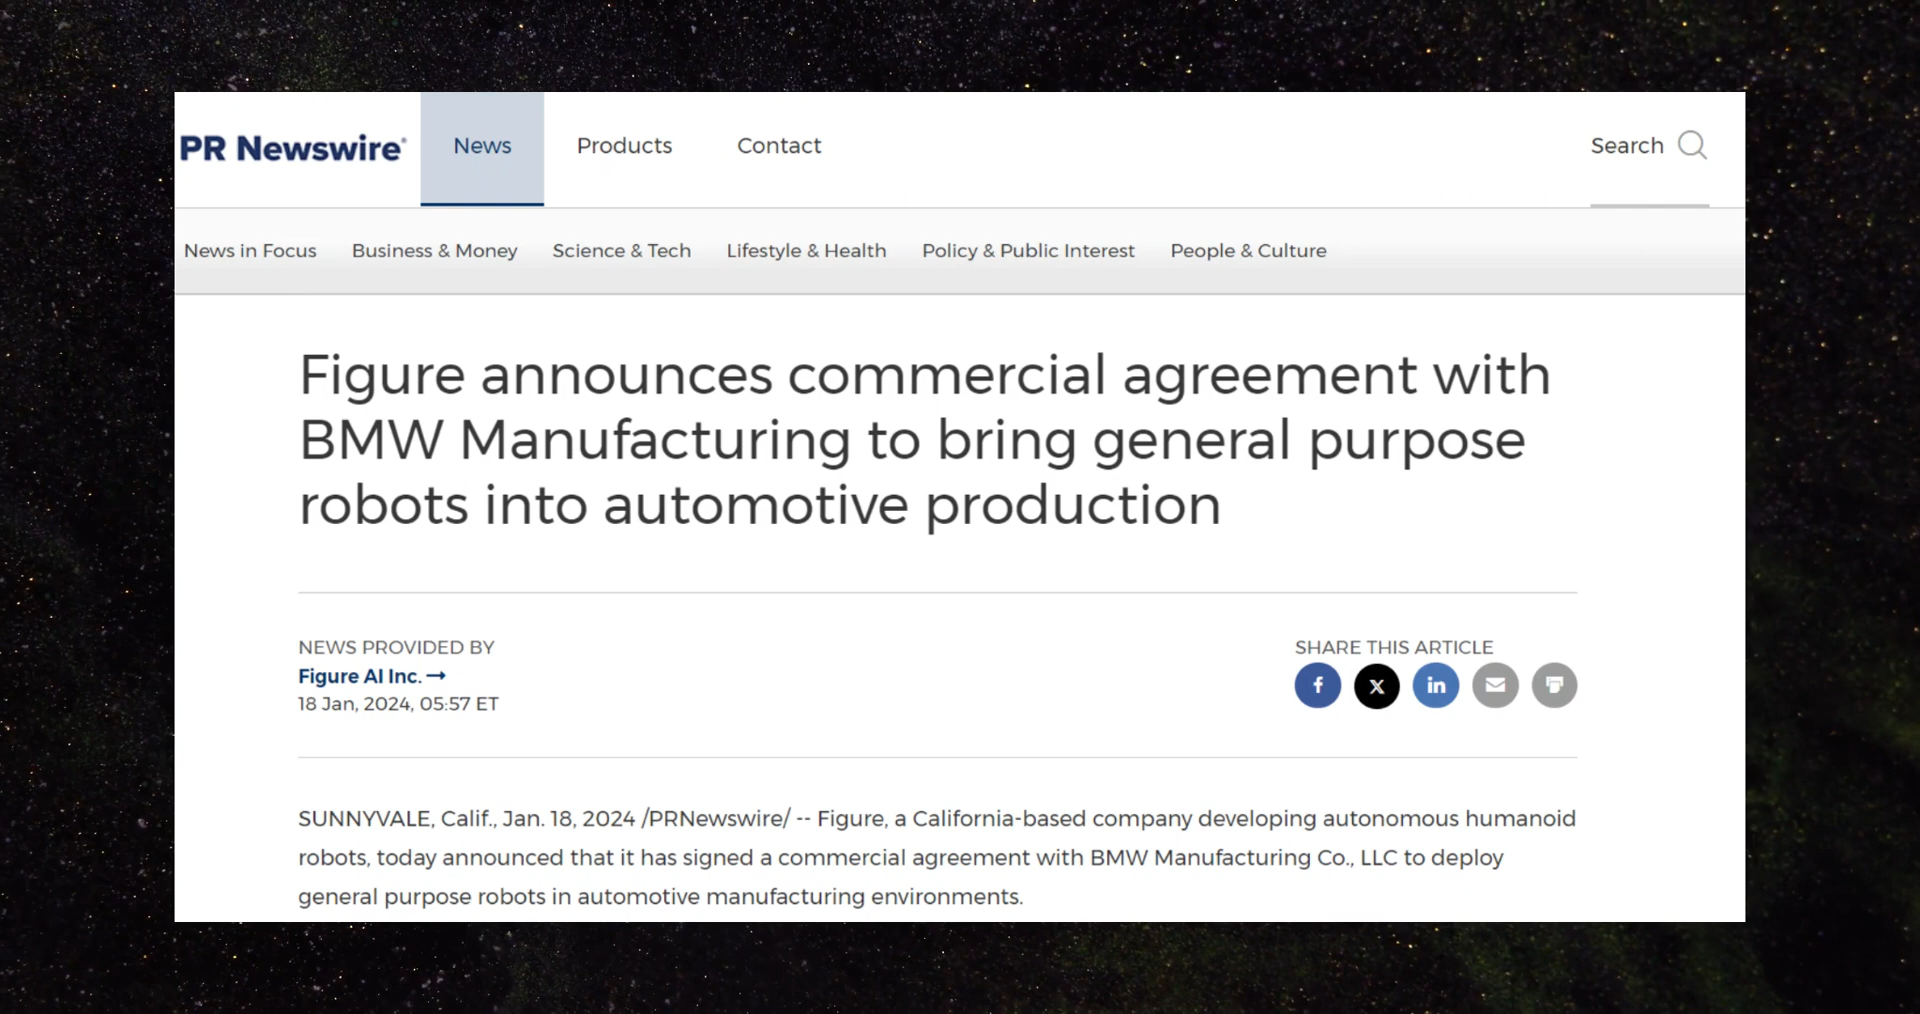 PR Newswire®
News
Products
Contact
Search
News in Focus
Business & Money
Science & Tech
Lifestyle & Health
Policy & Public Interest
People & Culture
Figure announces commercial agreement with
BMW Manufacturing to bring general purpose
robots into automotive production
NEWS PROVIDED BY
Figure AI Inc. →
18 Jan, 2024, 05:57 ET
SHARE THIS ARTICLE
SUNNYVALE, Calif., Jan. 18, 2024 /PRNewswire/ -- Figure, a California-based company developing autonomous humanoid
robots, today announced that it has signed a commercial agreement with BMW Manufacturing Co., LLC to deploy
general purpose robots in automotive manufacturing environments.